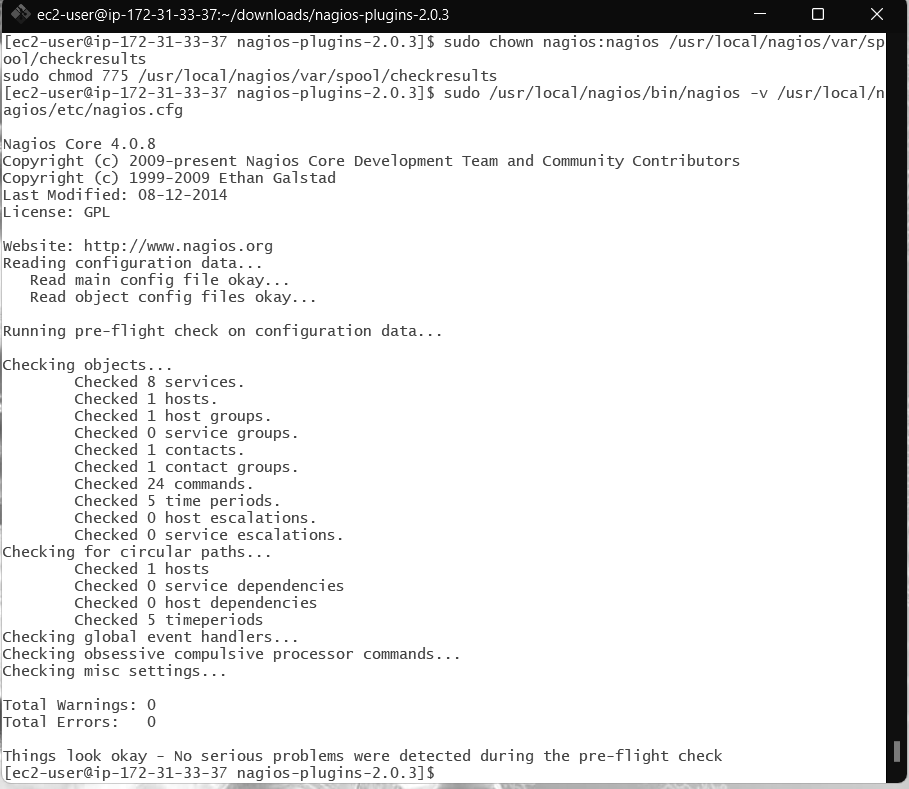 ec2-user@ip-172-31-33-37:~/downloads/nagios-plugins-2.0.3
[ec2-user@ip-172-31-33-37 nagios-plugins-2.0.3]$ sudo chown nagios:nagios /usr/local/nagios/var/sp
ool/checkresults
sudo chmod 775 /usr/local/nagios/var/spool/checkresults
[ec2-user@ip-172-31-33-37 nagios-plugins-2.0.3]$ sudo /usr/local/nagios/bin/nagios -v /usr/local/n
agios/etc/nagios.cfg

Nagios Core 4.0.8
Copyright (c) 2009-present Nagios Core Development Team and Community Contributors
Copyright (c) 1999-2009 Ethan Galstad
Last Modified: 08-12-2014
License: GPL

Website: http://www.nagios.org
Reading configuration data...
   Read main config file okay...
   Read object config files okay...

Running pre-flight check on configuration data...

Checking objects...
        Checked 8 services.
        Checked 1 hosts.
        Checked 1 host groups.
        Checked 0 service groups.
        Checked 1 contacts.
        Checked 1 contact groups.
        Checked 24 commands.
        Checked 5 time periods.
        Checked 0 host escalations.
        Checked 0 service escalations.
Checking for circular paths...
        Checked 1 hosts
        Checked 0 service dependencies
        Checked 0 host dependencies
        Checked 5 timeperiods
Checking global event handlers...
Checking obsessive compulsive processor commands...
Checking misc settings...

Total Warnings: 0
Total Errors:   0

Things look okay - No serious problems were detected during the pre-flight check
[ec2-user@ip-172-31-33-37 nagios-plugins-2.0.3]$